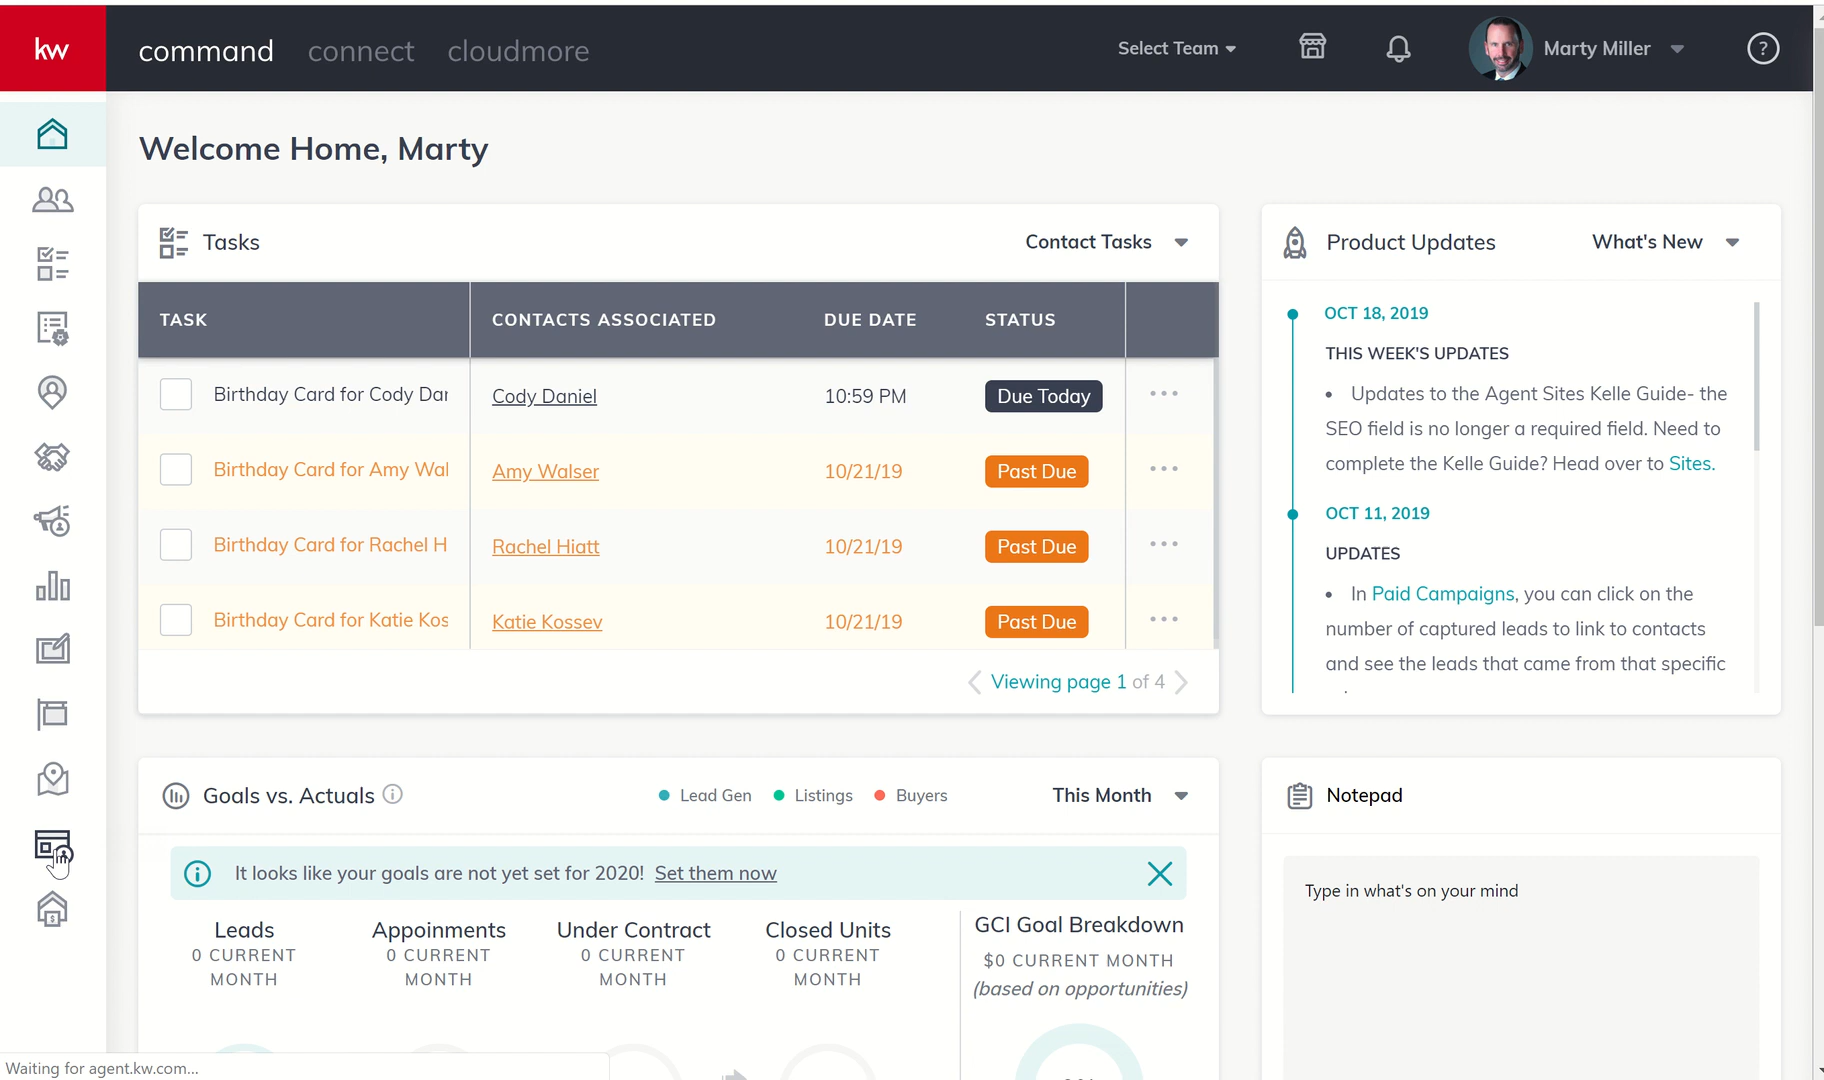 kw
command connect cloudmore
Select Team
Marty Miller
?
Welcome Home, Marty
Tasks
Contact Tasks
TASK CONTACTS ASSOCIATED DUE DATE STATUS
Birthday Card for Cody Dar Cody Daniel 10:59 PM Due Today
Birthday Card for Amy Wal Amy Walser 10/21/19 Past Due
Birthday Card for Rachel H Rachel Hiatt 10/21/19 Past Due
Birthday Card for Katie Kos Katie Kossev 10/21/19 Past Due
Viewing page 1 of 4
Product Updates
What's New
OCT 18, 2019
THIS WEEK'S UPDATES
• Updates to the Agent Sites Kelle Guide- the
SEO field is no longer a required field. Need to
complete the Kelle Guide? Head over to Sites.
OCT 11, 2019
UPDATES
• In Paid Campaigns, you can click on the
number of captured leads to link to contacts
and see the leads that came from that specific
Goals vs. Actuals
Lead Gen Listings Buyers
This Month
It looks like your goals are not yet set for 2020! Set them now
Leads
0 CURRENT
MONTH
Appoinments
0 CURRENT
MONTH
Under Contract
0 CURRENT
MONTH
Closed Units
0 CURRENT
MONTH
GCI Goal Breakdown
$0 CURRENT MONTH
(based on opportunities)
Notepad
Type in what's on your mind
Waiting for agent.kw.com...